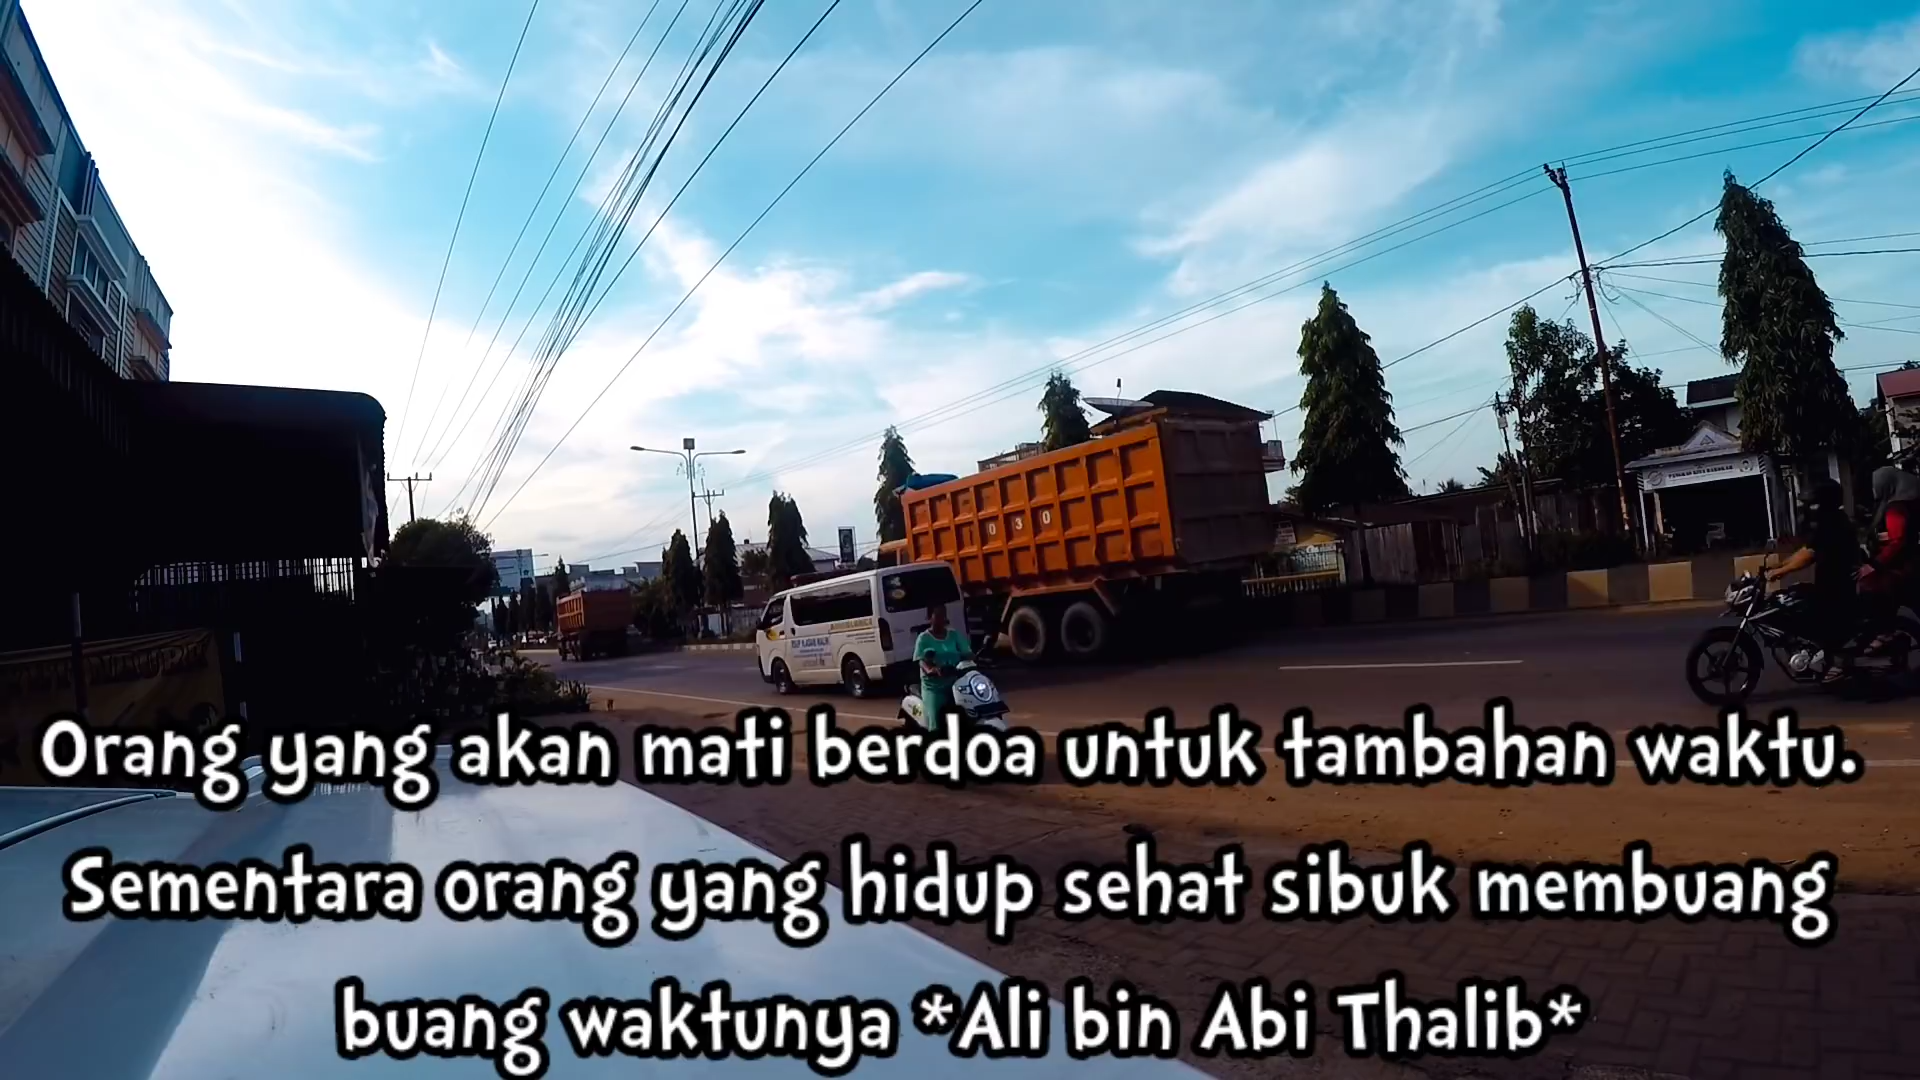 030
Orang yang akan mati berdoa untuk tambahan waktu.
Sementara orang yang hidup sehat sibuk membuang
buang waktunya *Ali bin Abi Thalib*